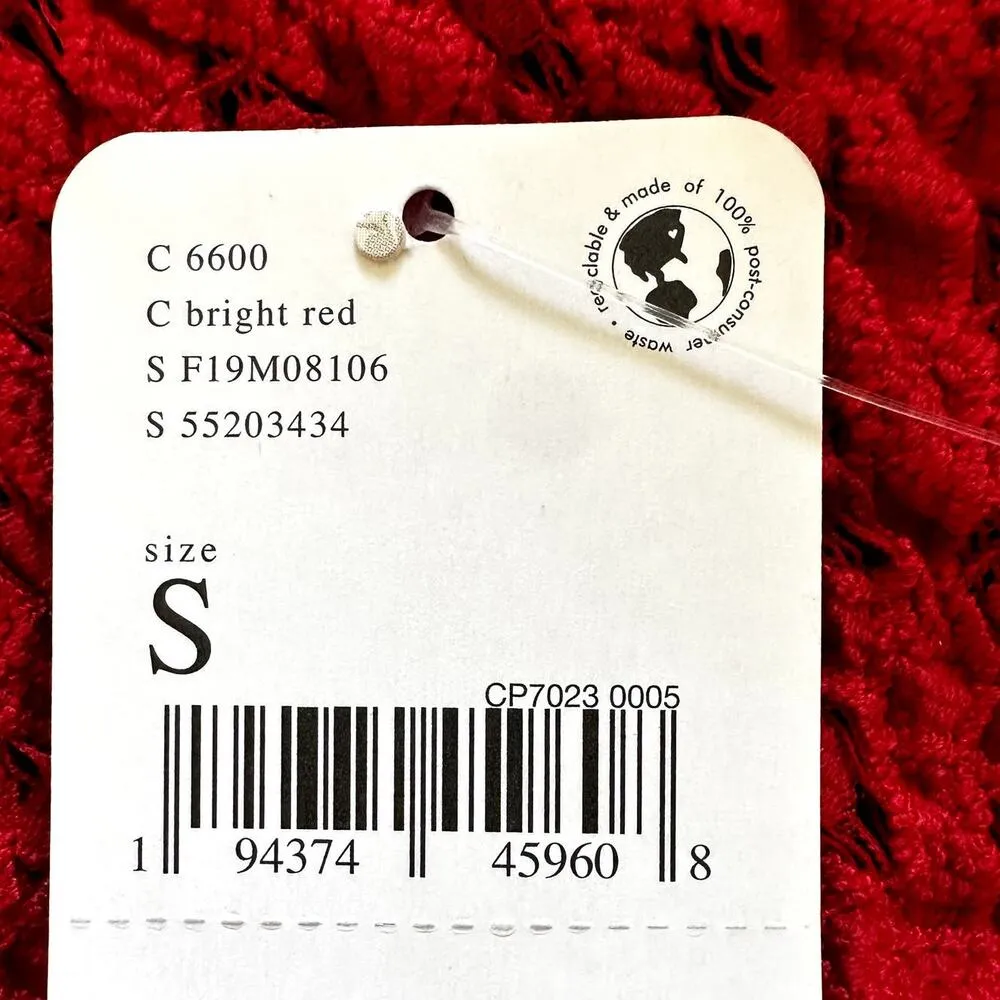 recyclable & made of 100% post-consumer waste •
C 6600
C bright red
S F19M08106
S 55203434
size
S
CP7023 0005
1 94374 45960 8